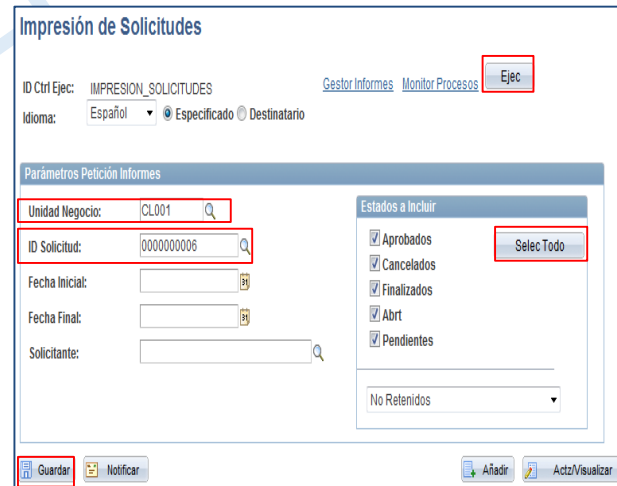 Impresión de Solicitudes
ID Ctrl Ejec: IMPRESION_SOLICITUDES Gestor Informes Monitor Procesos Ejec
Idioma: Español Especificado Destinatario
Parámetros Petición Informes
Unidad Negocio: CL001
ID Solicitud: 0000000006
Fecha Inicial: 31
Fecha Final: 31
Solicitante:
Estados a Incluir
Aprobados Selec Todo
Cancelados
Finalizados
Abrt
Pendientes
No Retenidos
Guardar Notificar Añadir Actz/Visualizar